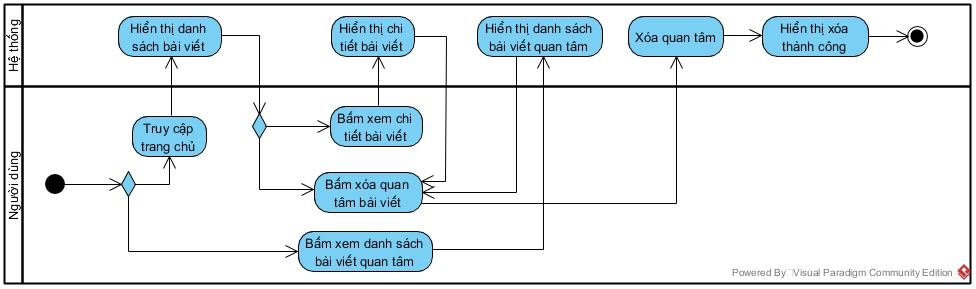 Hệ thống
Hiển thị danh
sách bài viết
Hiển thị chi
tiết bài viết
Hiển thị danh sách
bài viết quan tâm
Xóa quan tâm
Hiển thị xóa
thành công
Người dùng
Truy cập
trang chủ
Bấm xem chi
tiết bài viết
Bấm xóa quan
tâm bài viết
Bấm xem danh sách
bài viết quan tâm
Powered By Visual Paradigm Community Edition